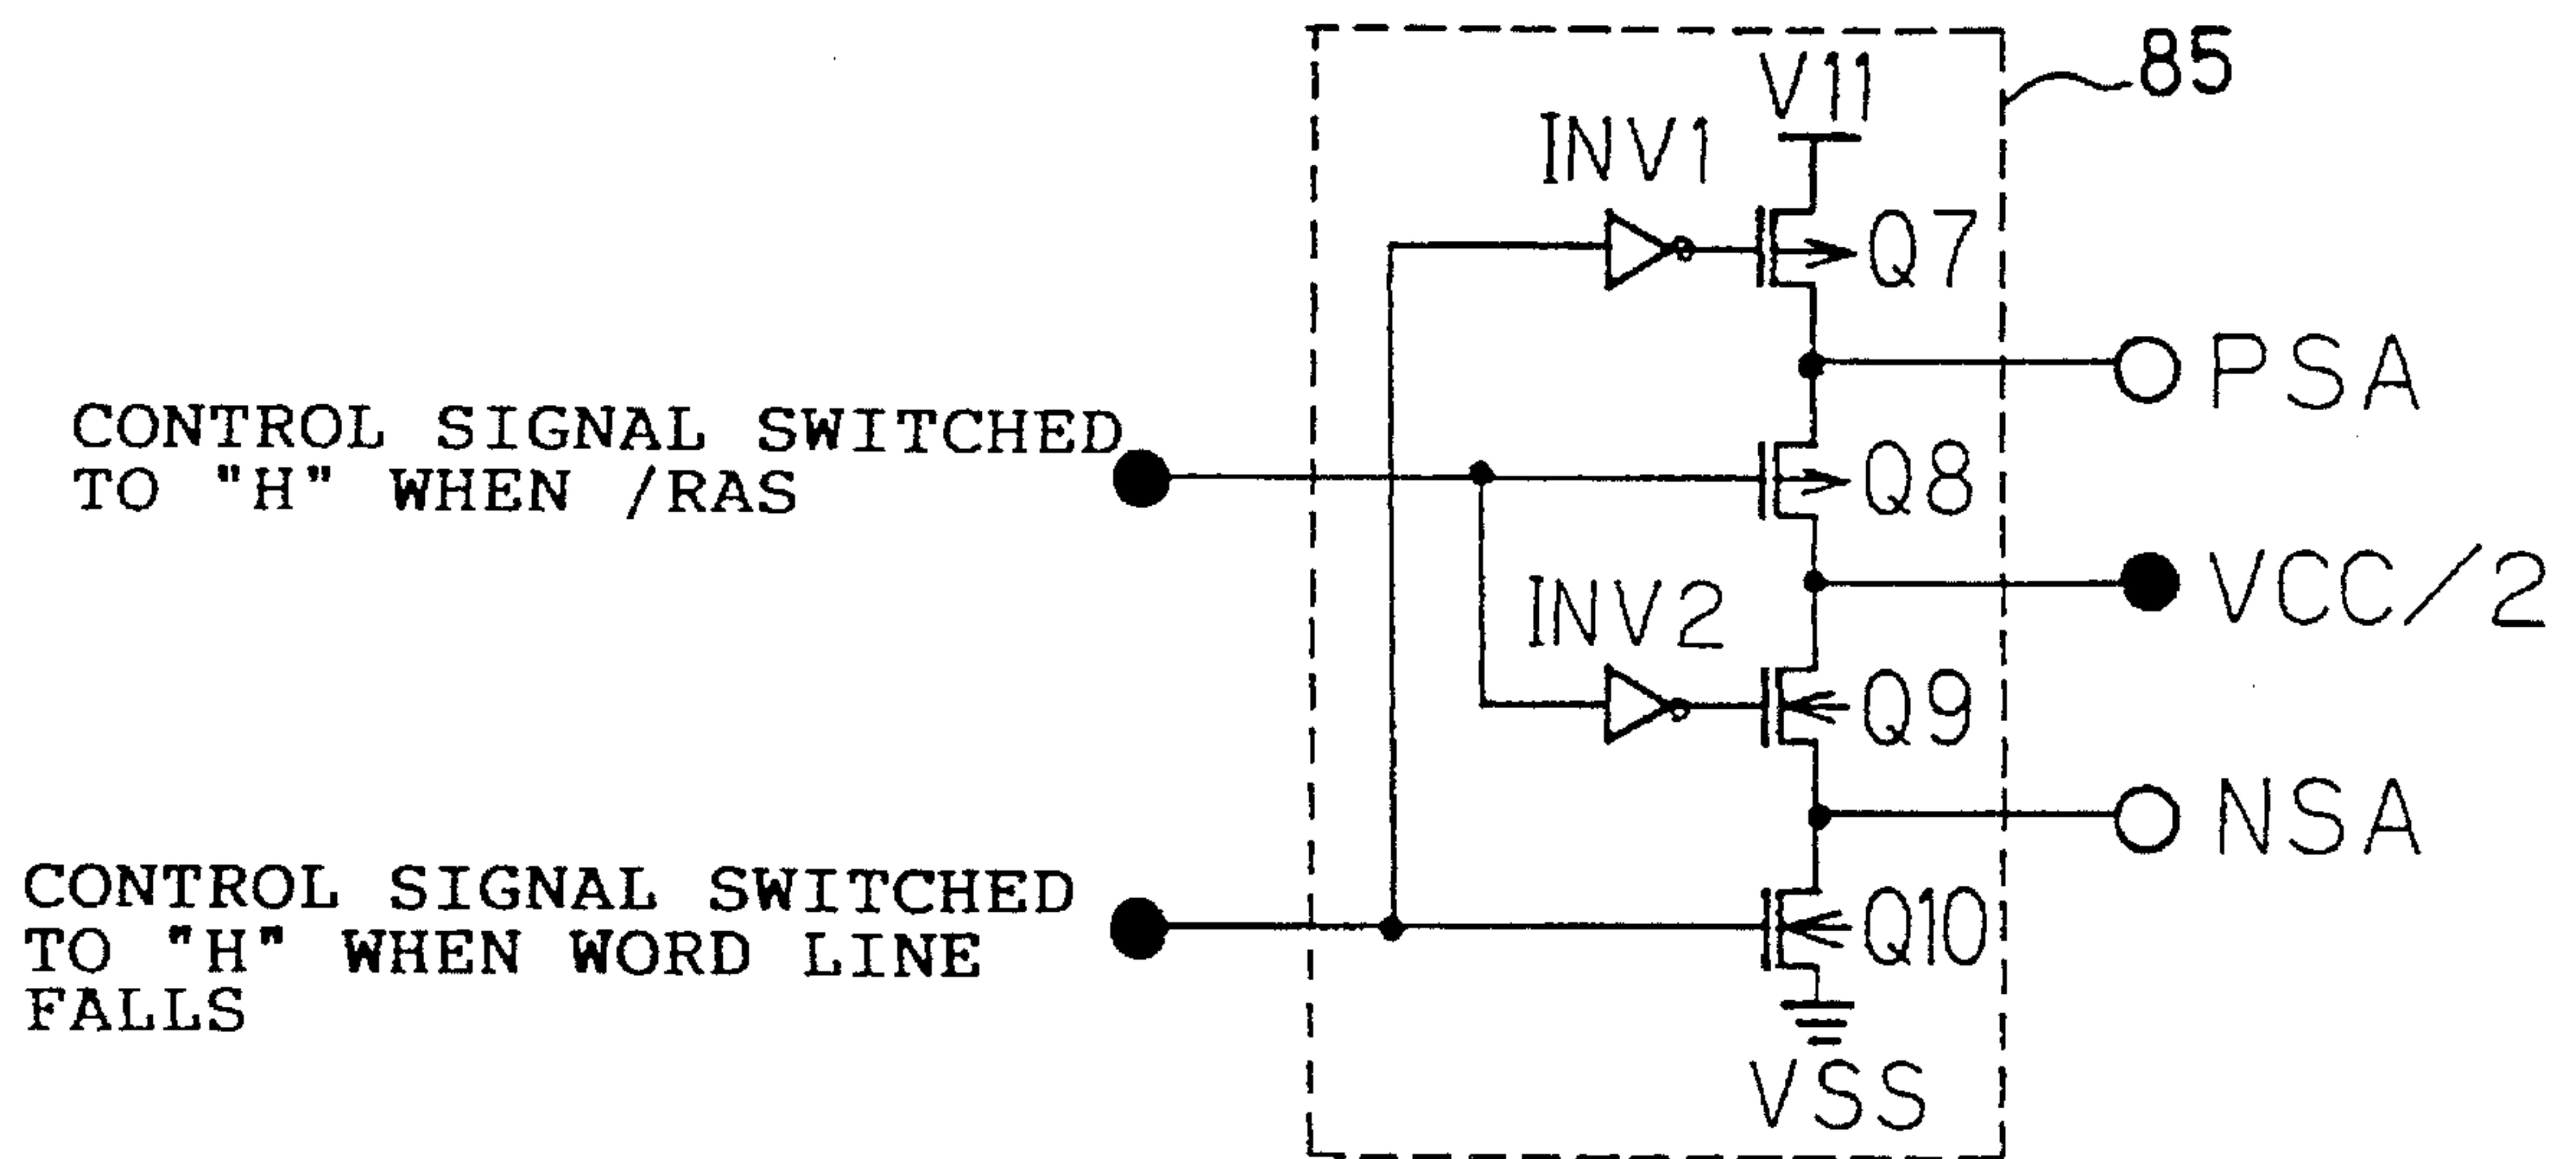 85
V11
INV1
Q7
PSA
CONTROL SIGNAL SWITCHED
TO "H" WHEN /RAS
Q8
VCC/2
INV2
Q9
NSA
CONTROL SIGNAL SWITCHED
TO "H" WHEN WORD LINE
FALLS
Q10
VSS